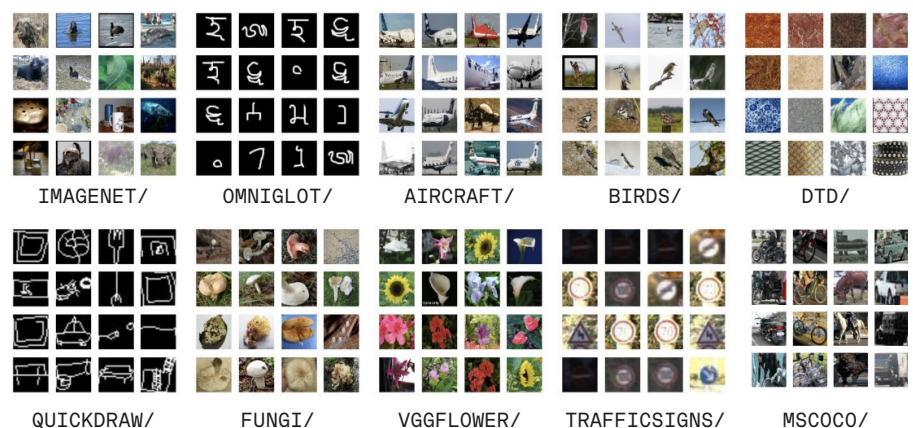 IMAGENET/
OMNIGLOT/
AIRCRAFT/
BIRDS/
DTD/
QUICKDRAW/
FUNGI/
VGGFLOWER/
TRAFFICSIGNS/
MSCOCO/